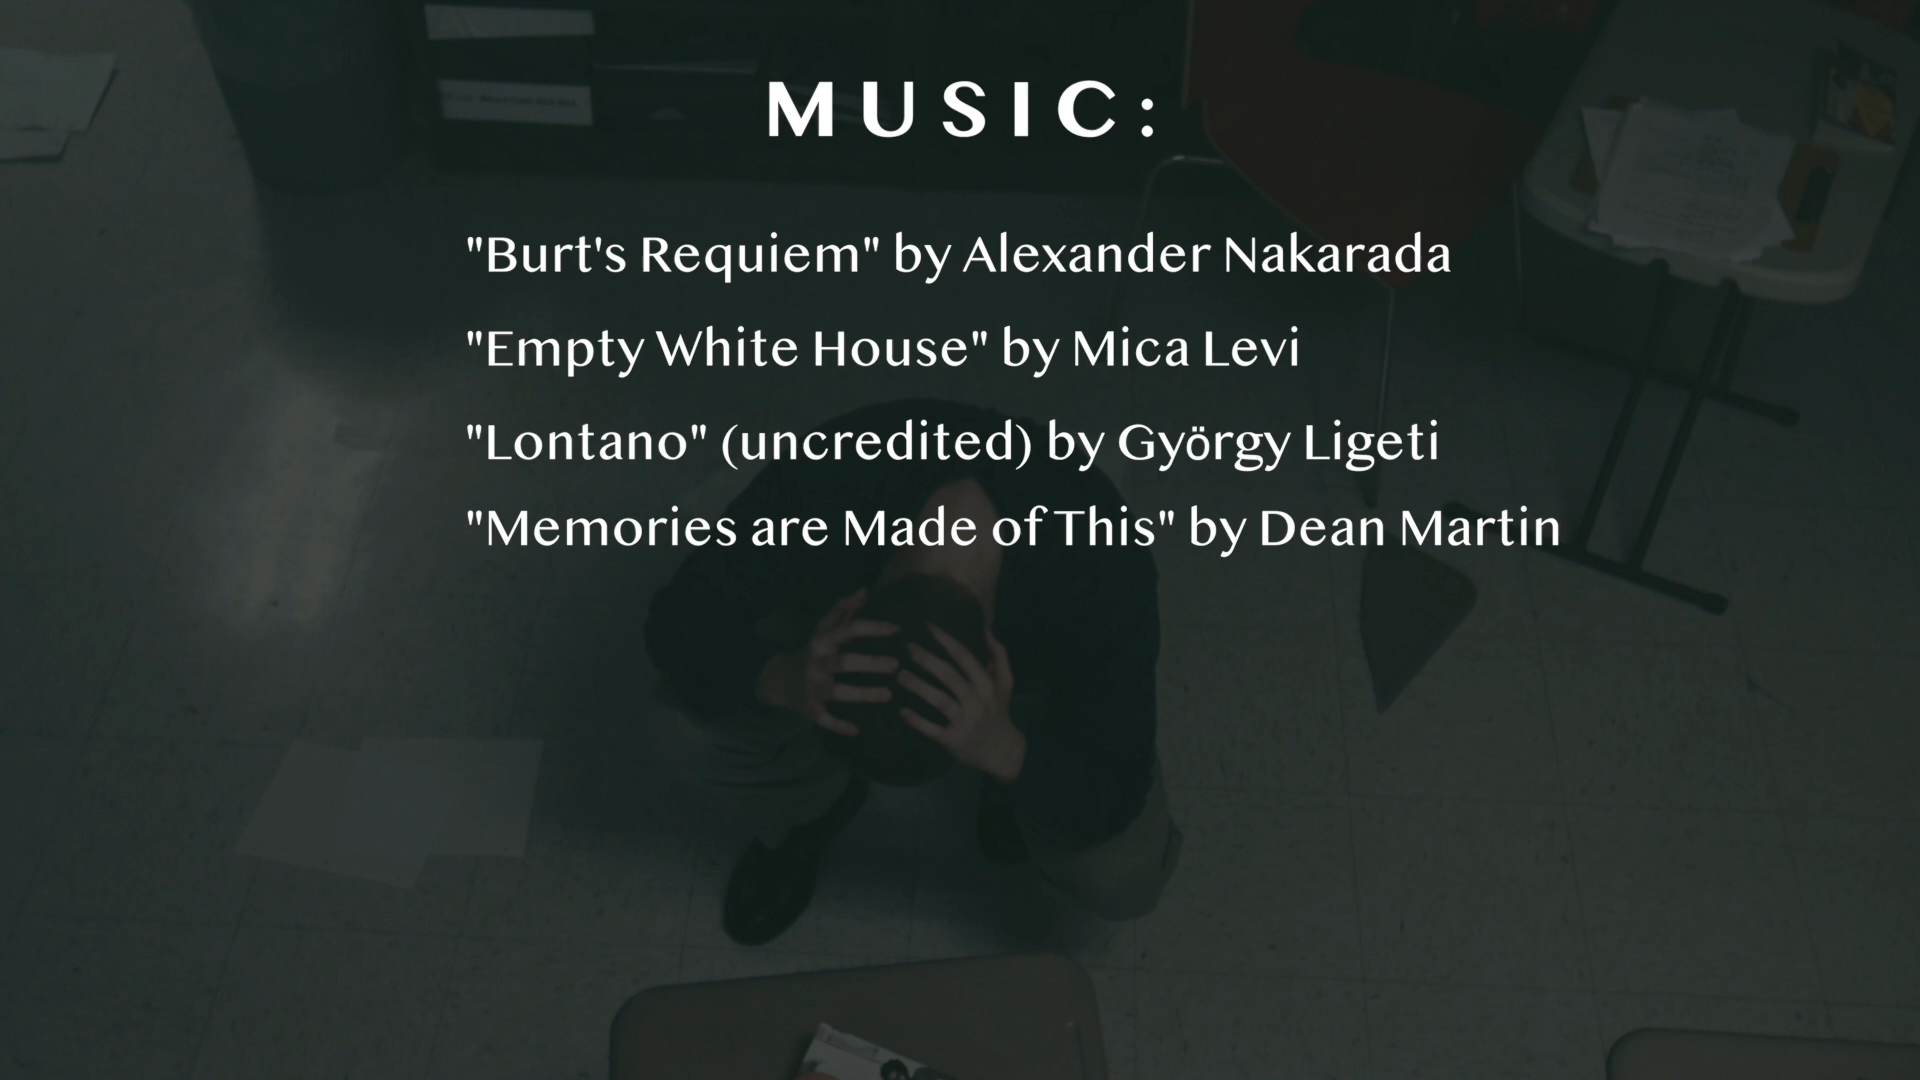 MUSIC:
"Burt's Requiem" by Alexander Nakarada
"Empty White House" by Mica Levi
"Lontano" (uncredited) by György Ligeti
"Memories are Made of This" by Dean Martin